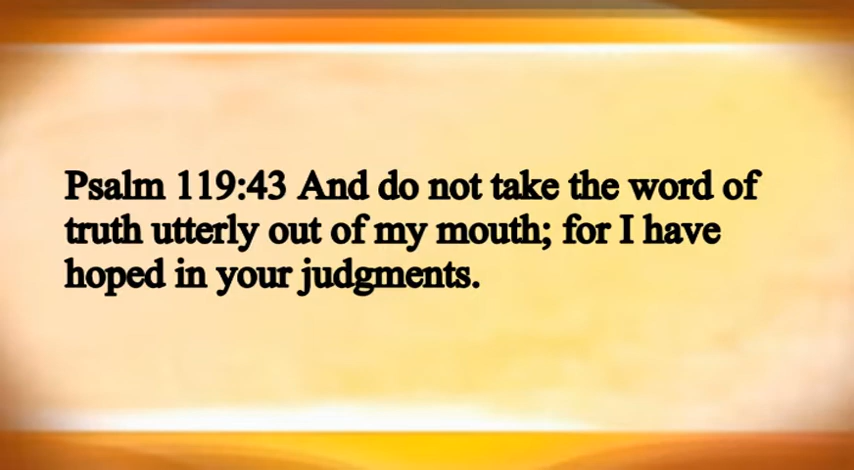 Psalm 119:43 And do not take the word of
truth utterly out of my mouth; for I have
hoped in your judgments.